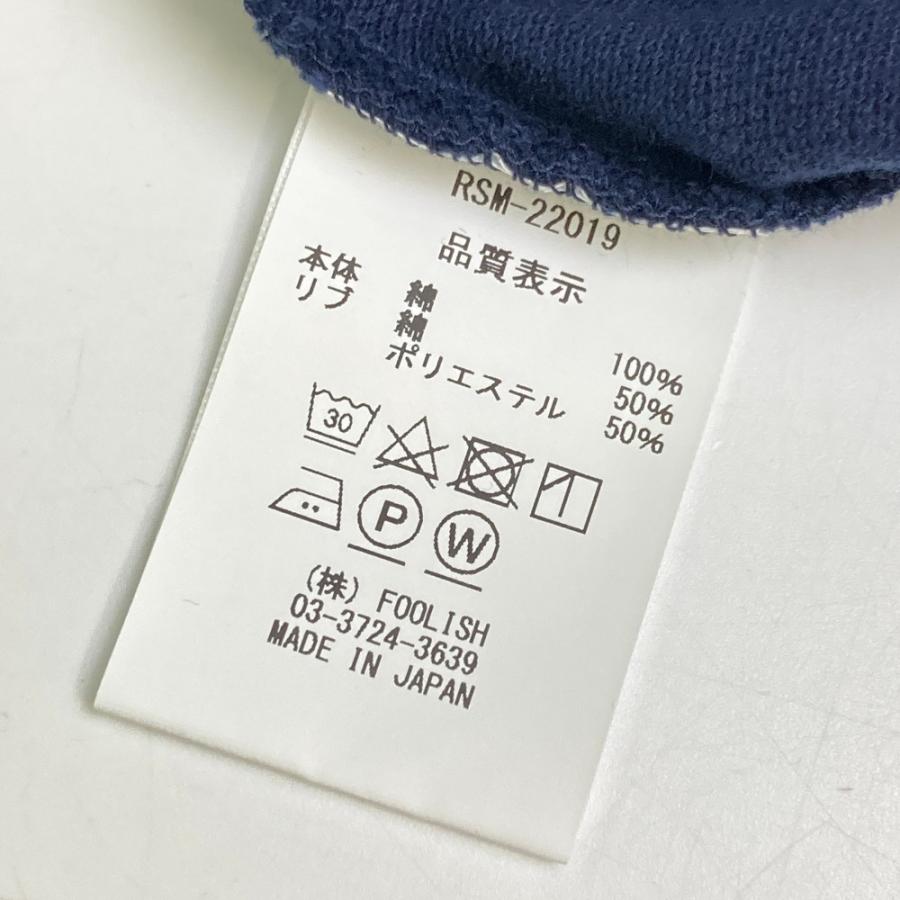 RSM-22019
品質表示
本体 綿 100%
リブ 綿 50%
ポリエステル 50%
30
P W
(株) FOOLISH
03-3724-3639
MADE IN JAPAN